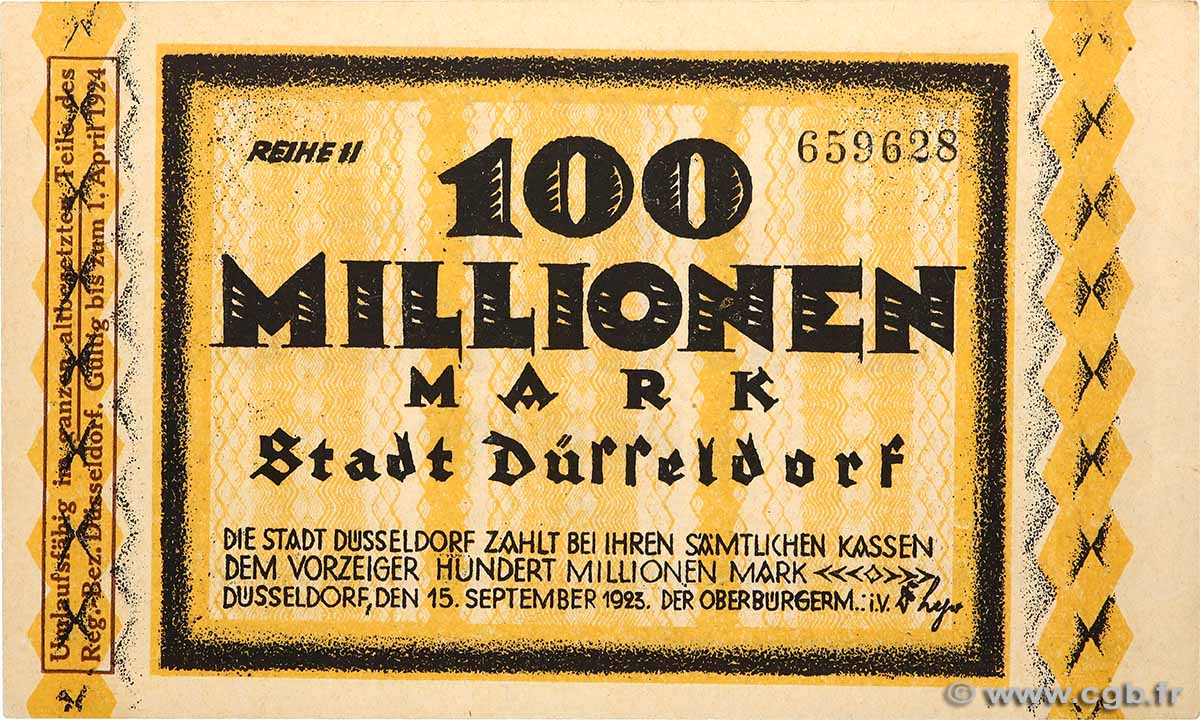 Umlaufsfähig im ganzen altbesetzten Teile des
Reg.-Bez. Düsseldorf. Gültig bis zum 1. April 1924
REIHE II
659628
100
MILLIONEN
MARK
Stadt Düsseldorf
DIE STADT DÜSSELDORF ZAHLT BEI IHREN SÄMTLICHEN KASSEN
DEM VORZEIGER HUNDERT MILLIONEN MARK
DÜSSELDORF, DEN 15. SEPTEMBER 1923. DER OBERBÜRGERM.: i.V.
© www.cgb.fr